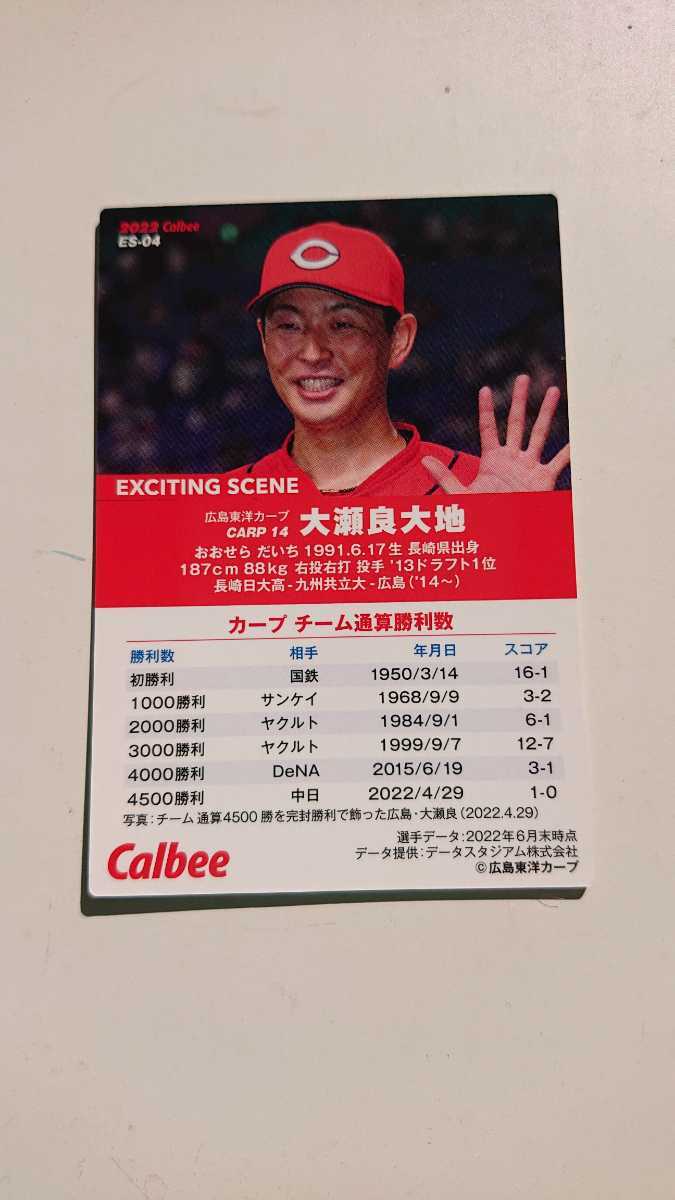 2022 Calbee
ES-04
EXCITING SCENE
広島東洋カープ
CARP 14 大瀬良大地
おおせら だいち 1991.6.17生 長崎県出身
187cm 88kg 右投右打 投手 '13ドラフト1位
長崎日大高-九州共立大-広島('14～)
カープ チーム通算勝利数
勝利数 相手 年月日 スコア
初勝利 国鉄 1950/3/14 16-1
1000勝利 サンケイ 1968/9/9 3-2
2000勝利 ヤクルト 1984/9/1 6-1
3000勝利 ヤクルト 1999/9/7 12-7
4000勝利 DeNA 2015/6/19 3-1
4500勝利 中日 2022/4/29 1-0
写真:チーム 通算4500 勝を完封勝利で飾った広島・大瀬良(2022.4.29)
選手データ:2022年6月末時点
データ提供:データスタジアム株式会社
©広島東洋カープ
Calbee